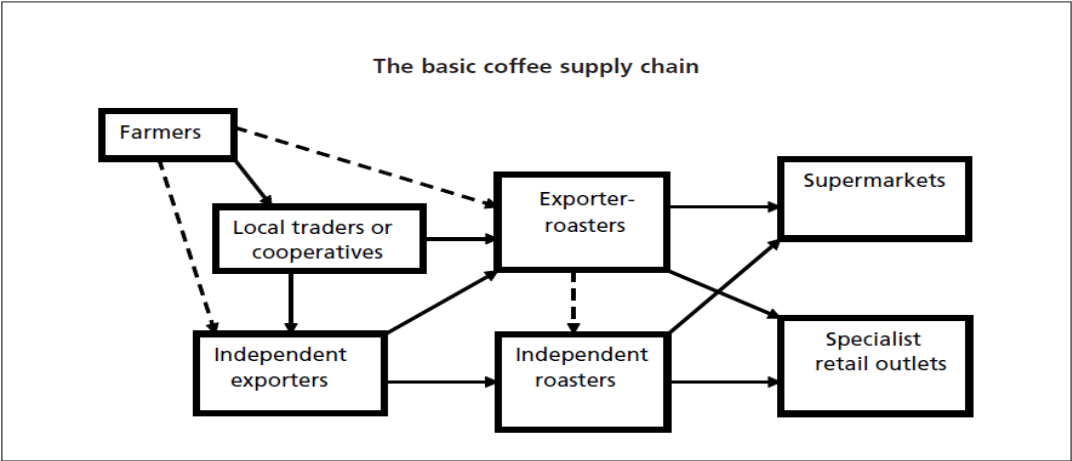 The basic coffee supply chain
Farmers
Local traders or
cooperatives
Exporter-
roasters
Supermarkets
Independent
exporters
Independent
roasters
Specialist
retail outlets